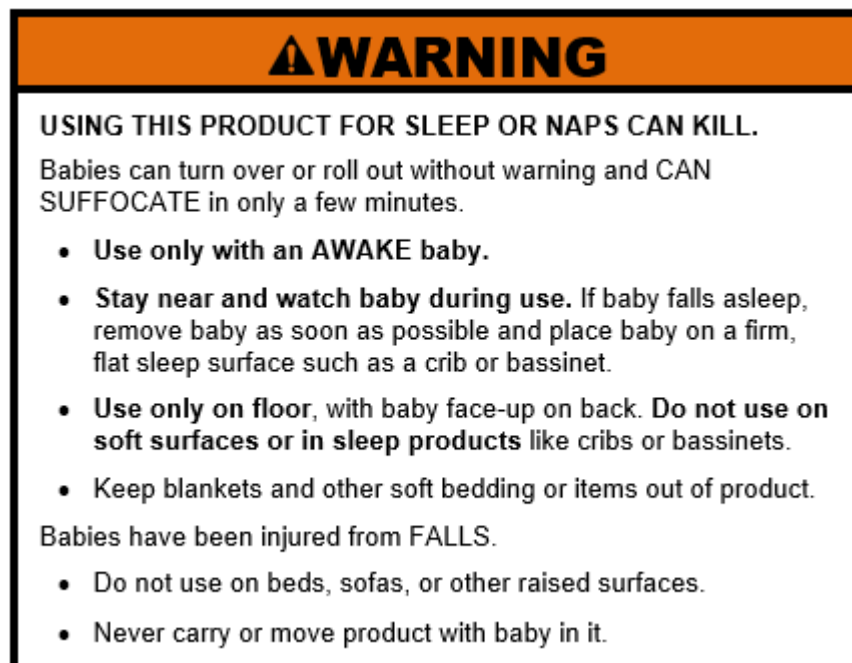 ⚠WARNING
USING THIS PRODUCT FOR SLEEP OR NAPS CAN KILL.
Babies can turn over or roll out without warning and CAN
SUFFOCATE in only a few minutes.
• Use only with an AWAKE baby.
• Stay near and watch baby during use. If baby falls asleep,
remove baby as soon as possible and place baby on a firm,
flat sleep surface such as a crib or bassinet.
• Use only on floor, with baby face-up on back. Do not use on
soft surfaces or in sleep products like cribs or bassinets.
• Keep blankets and other soft bedding or items out of product.
Babies have been injured from FALLS.
• Do not use on beds, sofas, or other raised surfaces.
• Never carry or move product with baby in it.